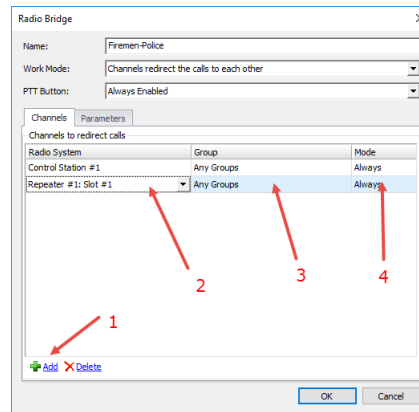 Radio Bridge
Name: Firemen-Police
Work Mode: Channels redirect the calls to each other
PTT Button: Always Enabled
Channels Parameters
Channels to redirect calls
Radio System Group Mode
Control Station #1 Any Groups Always
Repeater #1: Slot #1 Any Groups Always
2 3 4
1
Add Delete
OK Cancel